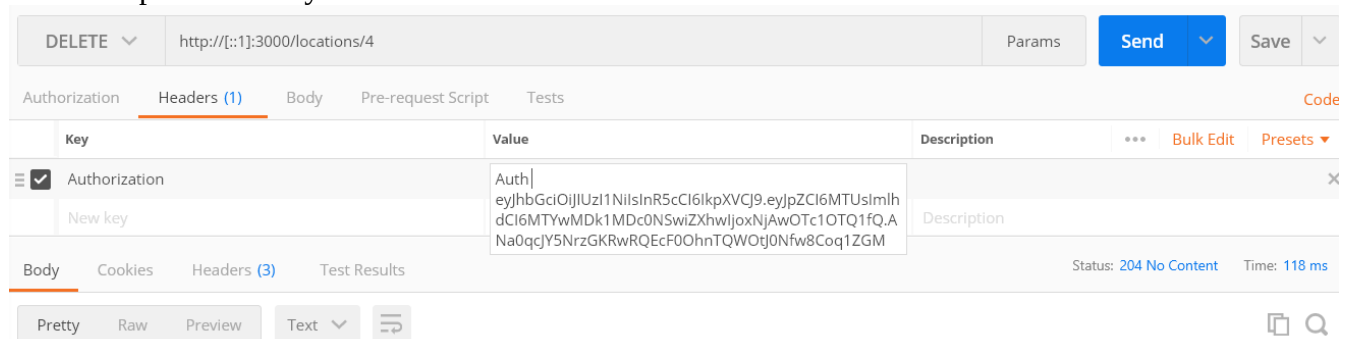 DELETE http://[::1]:3000/locations/4 Params Send Save
Authorization Headers (1) Body Pre-request Script Tests Code
Key Value Description ••• Bulk Edit Presets
Authorization Auth
eyJhbGciOiJIUzI1NiIsInR5cCI6IkpXVCJ9.eyJpZCI6MTUsImlh
dCI6MTYwMDk1MDc0NSwiZXhwIjoxNjAwOTc1OTQ1fQ.A
Na0qcJY5NrzGKRwRQEcF0OhnTQWOtJ0Nfw8Coq1ZGM
New key Description
Body Cookies Headers (3) Test Results Status: 204 No Content Time: 118 ms
Pretty Raw Preview Text